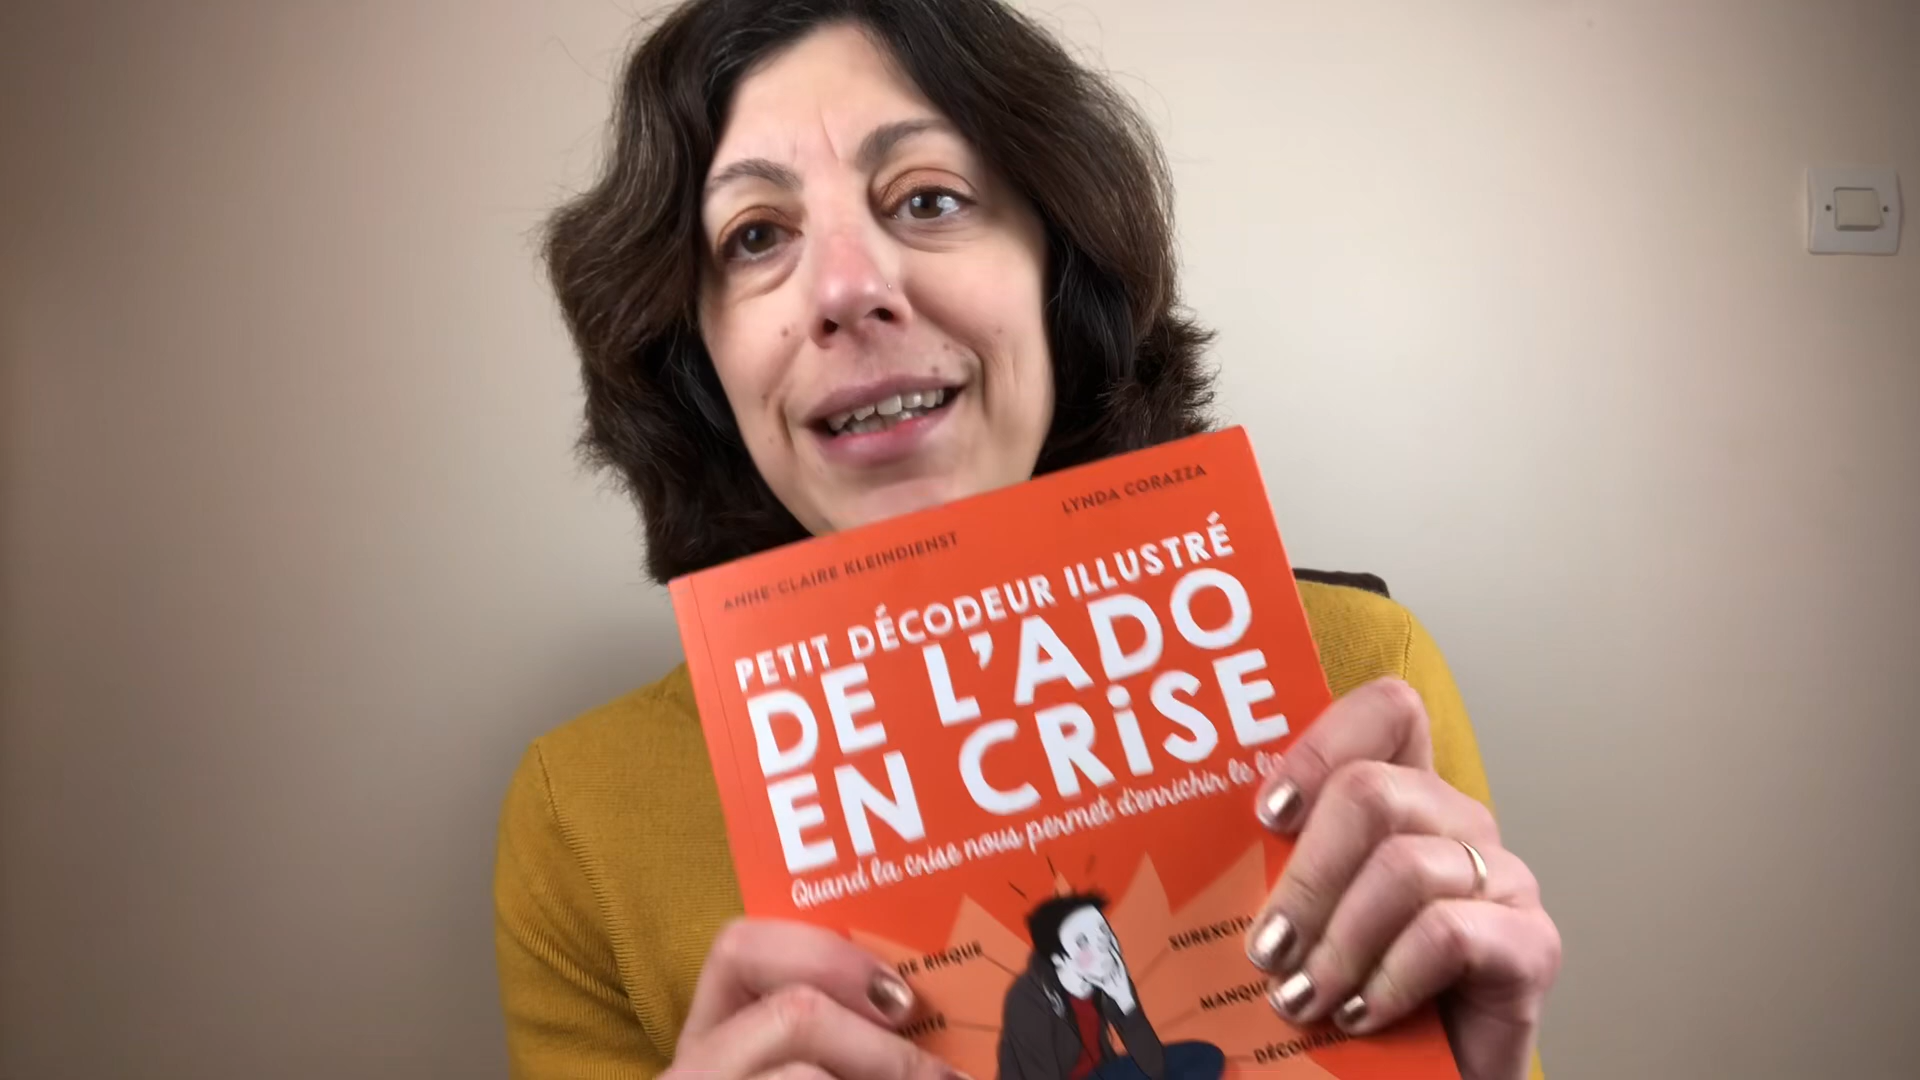 ANNE-CLAIRE KLEINDIENST
LYNDA CORAZZA
PETIT DÉCODEUR ILLUSTRÉ
DE L'ADO
EN CRiSE
Quand la crise nous permet d'enrichir le
DE RISQUE
SUREXCITA
MANQUE
DÉCOURAG